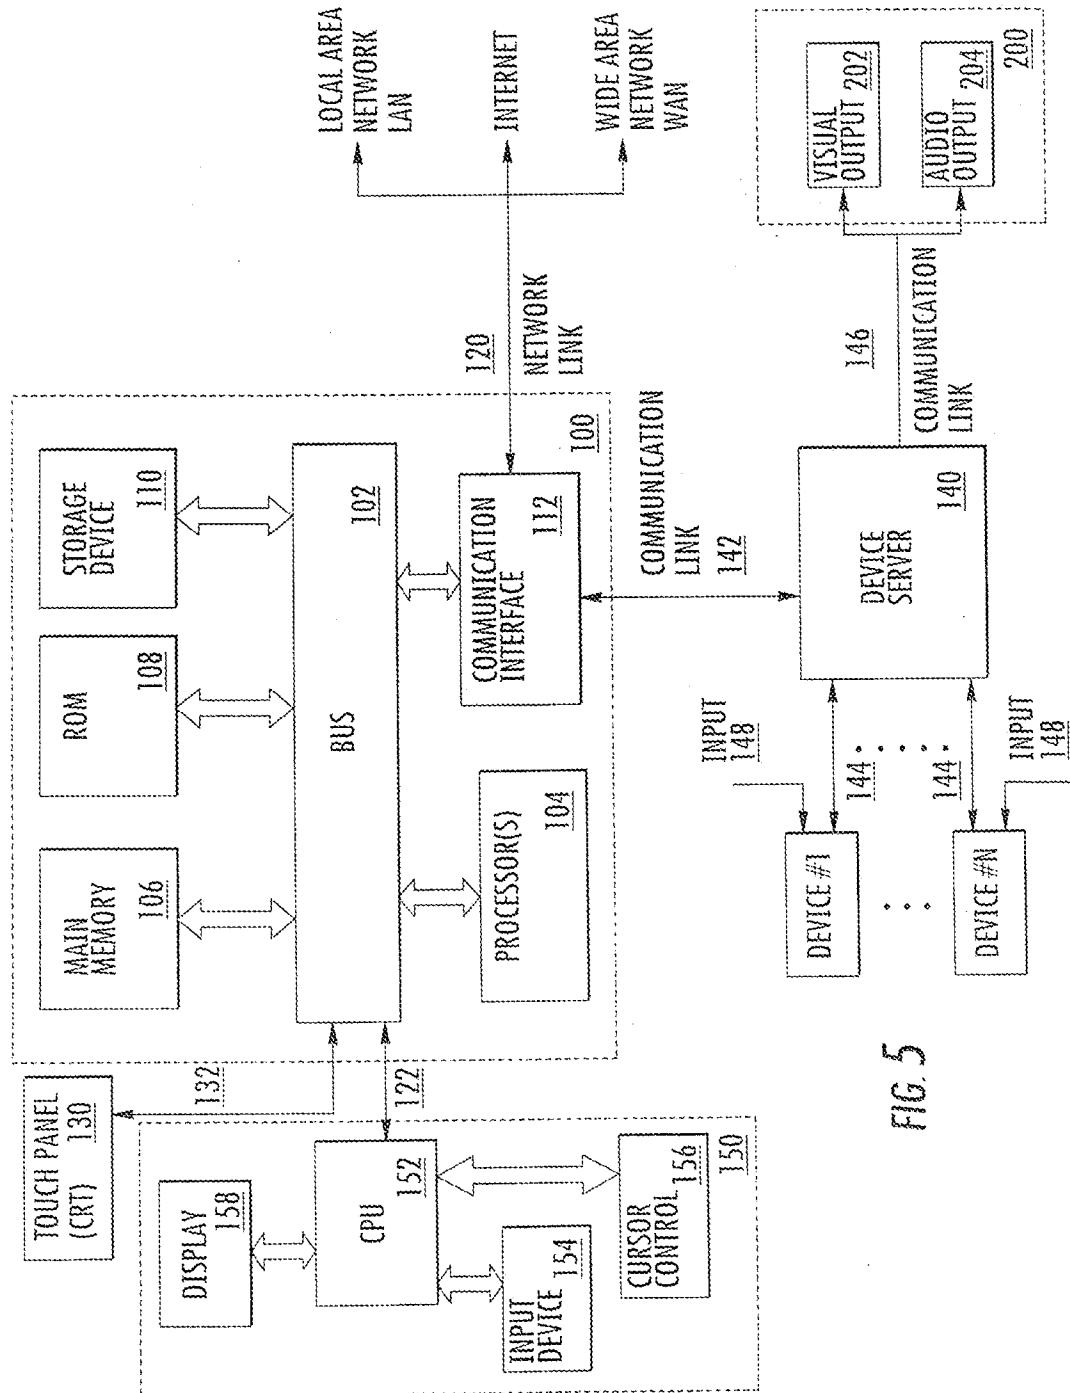 TOUCH PANEL
(CRT) 130
132
DISPLAY
158
CPU
152
122
INPUT
DEVICE 154
CURSOR
CONTROL 156
150
MAIN
MEMORY
106
ROM
108
STORAGE
DEVICE
110
BUS
102
PROCESSOR(S)
104
COMMUNICATION
INTERFACE
112
100
120
NETWORK
LINK
LOCAL AREA
NETWORK
LAN
INTERNET
WIDE AREA
NETWORK
WAN
COMMUNICATION
LINK
142
INPUT
148
DEVICE #1
144
144
DEVICE #N
INPUT
148
DEVICE
SERVER
140
146
COMMUNICATION
LINK
VISUAL
OUTPUT 202
AUDIO
OUTPUT 204
200
FIG. 5